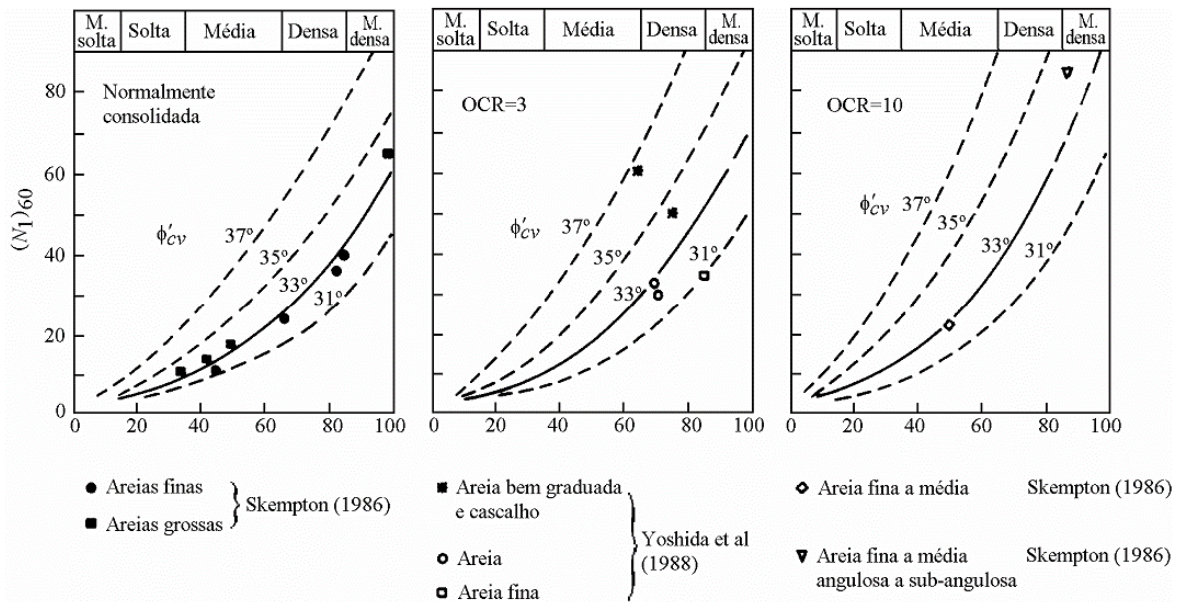 M. solta Solta Média Densa M. densa
Normalmente
consolidada
(N1)60
80
60
40
20
0
ϕ'cv
37º
35º
33º
31º
0 20 40 60 80 100
M. solta Solta Média Densa M. densa
OCR=3
ϕ'cv
37º
35º
33º
31º
0 20 40 60 80 100
M. solta Solta Média Densa M. densa
OCR=10
ϕ'cv
37º
35º
33º
31º
0 20 40 60 80 100
Areias finas
Areias grossas
Skempton (1986)
Areia bem graduada
e cascalho
Areia
Areia fina
Yoshida et al
(1988)
Areia fina a média Skempton (1986)
Areia fina a média Skempton (1986)
angulosa a sub-angulosa